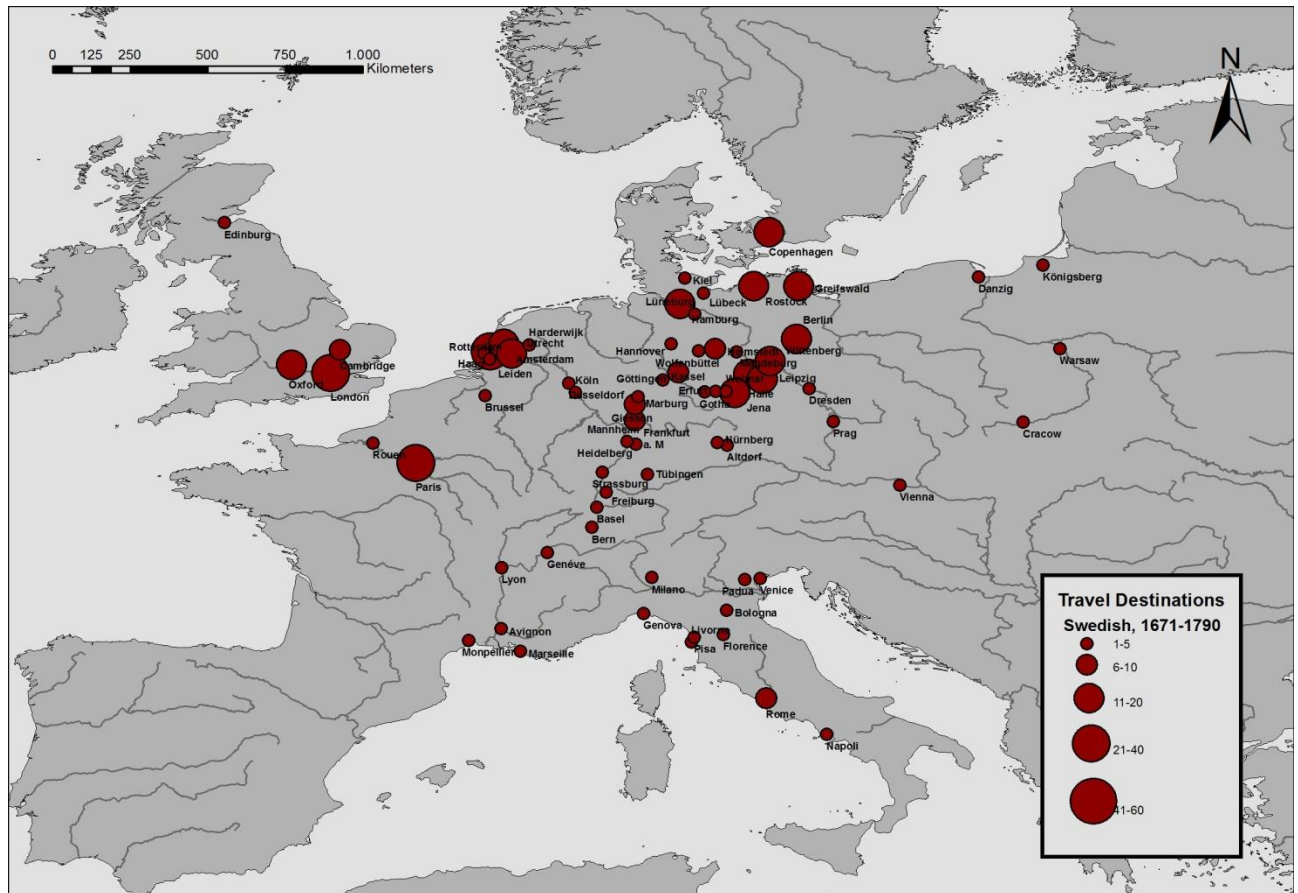 0 125 250 500 750 1.000
Kilometers
N
Edinburg
Copenhagen
Königsberg
Danzig
Kiel
Lübeck
Rostock
Greifswald
Lüneburg
Hamburg
Berlin
Harderwijk
Utrecht
Rotterdam
Amsterdam
Haag
Leiden
Hannover
Helmstedt
Wittenberg
Wolfenbüttel
Magdeburg
Warsaw
Cambridge
Oxford
London
Köln
Düsseldorf
Göttingen
Kassel
Weimar
Leipzig
Halle
Erfurt
Gotha
Jena
Dresden
Brussel
Marburg
Giessen
Prag
Cracow
Mannheim
Frankfurt
a. M
Heidelberg
Nürnberg
Altdorf
Rouen
Paris
Strassburg
Tübingen
Freiburg
Vienna
Basel
Bern
Genéve
Lyon
Milano
Padua
Venice
Bologna
Genova
Avignon
Livorno
Florence
Pisa
Monpellier
Marseille
Rome
Napoli
Travel Destinations
Swedish, 1671-1790
1-5
6-10
11-20
21-40
41-60